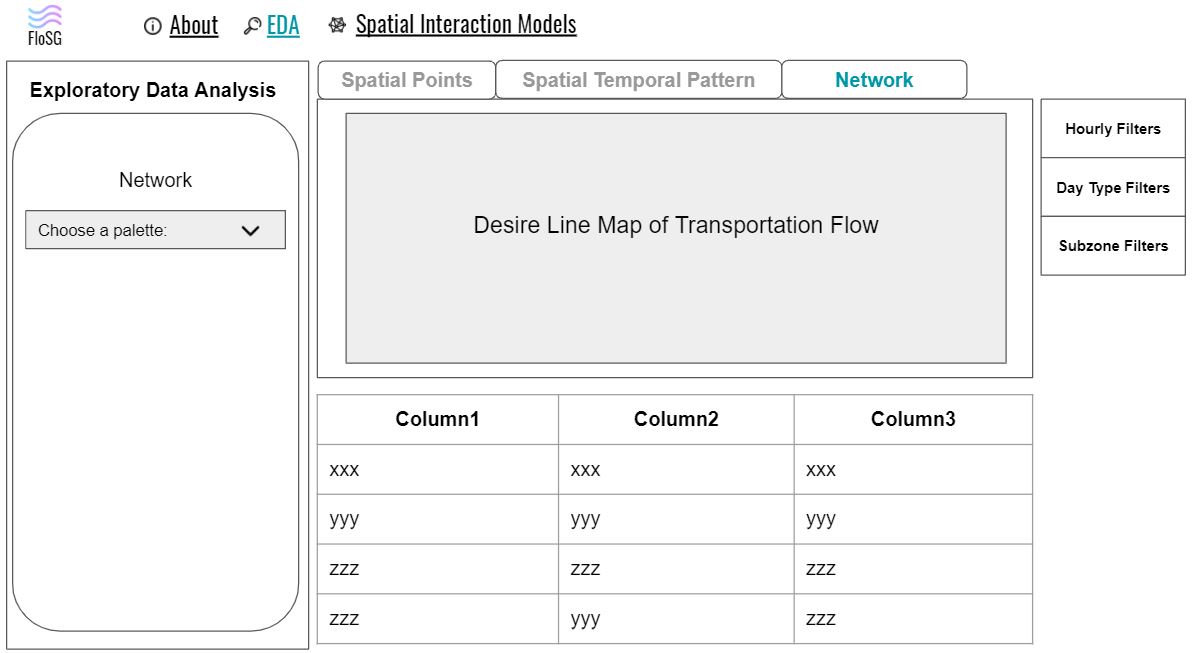 FloSG
About EDA Spatial Interaction Models
Exploratory Data Analysis
Network
Choose a palette:
Spatial Points Spatial Temporal Pattern Network
Desire Line Map of Transportation Flow
Hourly Filters
Day Type Filters
Subzone Filters
Column1 Column2 Column3
xxx xxx xxx
yyy yyy yyy
zzz zzz zzz
zzz yyy zzz